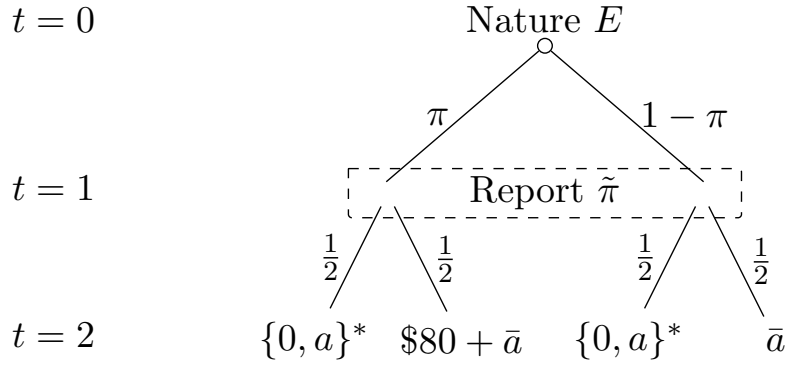 t = 0 Nature E
π 1 − π
t = 1 Report π̃
1/2 1/2 1/2 1/2
t = 2 {0, a}* $80 + ā {0, a}* ā